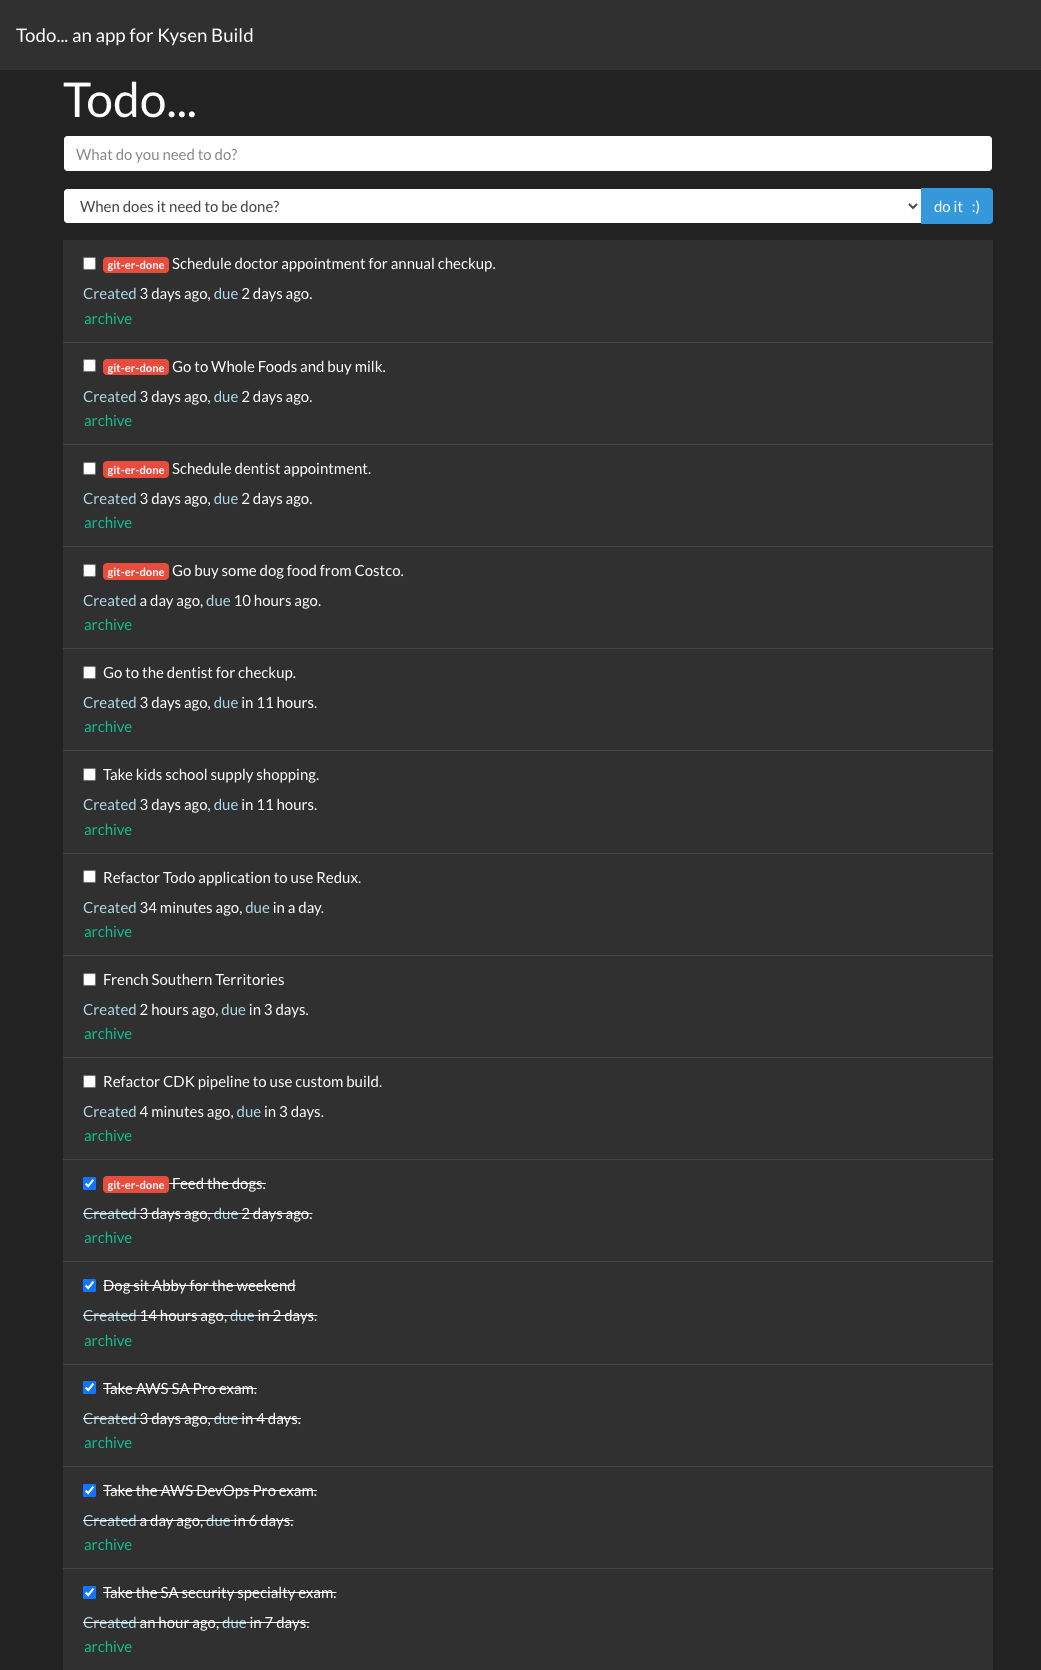 Todo... an app for Kysen Build
Todo...
What do you need to do?
When does it need to be done?
do it :)
git-er-done Schedule doctor appointment for annual checkup.
Created 3 days ago, due 2 days ago.
archive
git-er-done Go to Whole Foods and buy milk.
Created 3 days ago, due 2 days ago.
archive
git-er-done Schedule dentist appointment.
Created 3 days ago, due 2 days ago.
archive
git-er-done Go buy some dog food from Costco.
Created a day ago, due 10 hours ago.
archive
Go to the dentist for checkup.
Created 3 days ago, due in 11 hours.
archive
Take kids school supply shopping.
Created 3 days ago, due in 11 hours.
archive
Refactor Todo application to use Redux.
Created 34 minutes ago, due in a day.
archive
French Southern Territories
Created 2 hours ago, due in 3 days.
archive
Refactor CDK pipeline to use custom build.
Created 4 minutes ago, due in 3 days.
archive
git-er-done Feed the dogs.
Created 3 days ago, due 2 days ago.
archive
Dog sit Abby for the weekend
Created 14 hours ago, due in 2 days.
archive
Take AWS SA Pro exam.
Created 3 days ago, due in 4 days.
archive
Take the AWS DevOps Pro exam.
Created a day ago, due in 6 days.
archive
Take the SA security specialty exam.
Created an hour ago, due in 7 days.
archive